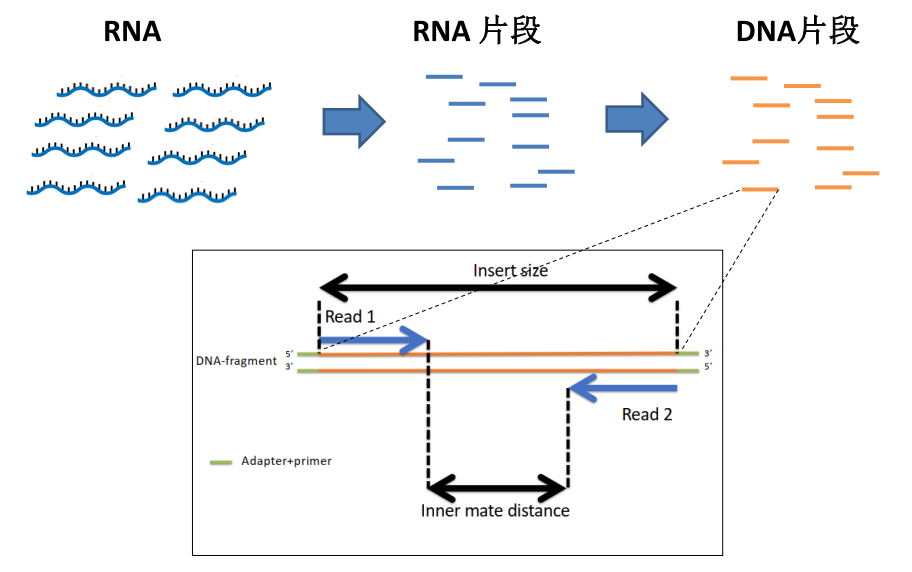 RNA
RNA 片段
DNA片段
Insert size
Read 1
DNA-fragment
5’
3’
3’
5’
Read 2
Adapter+primer
Inner mate distance